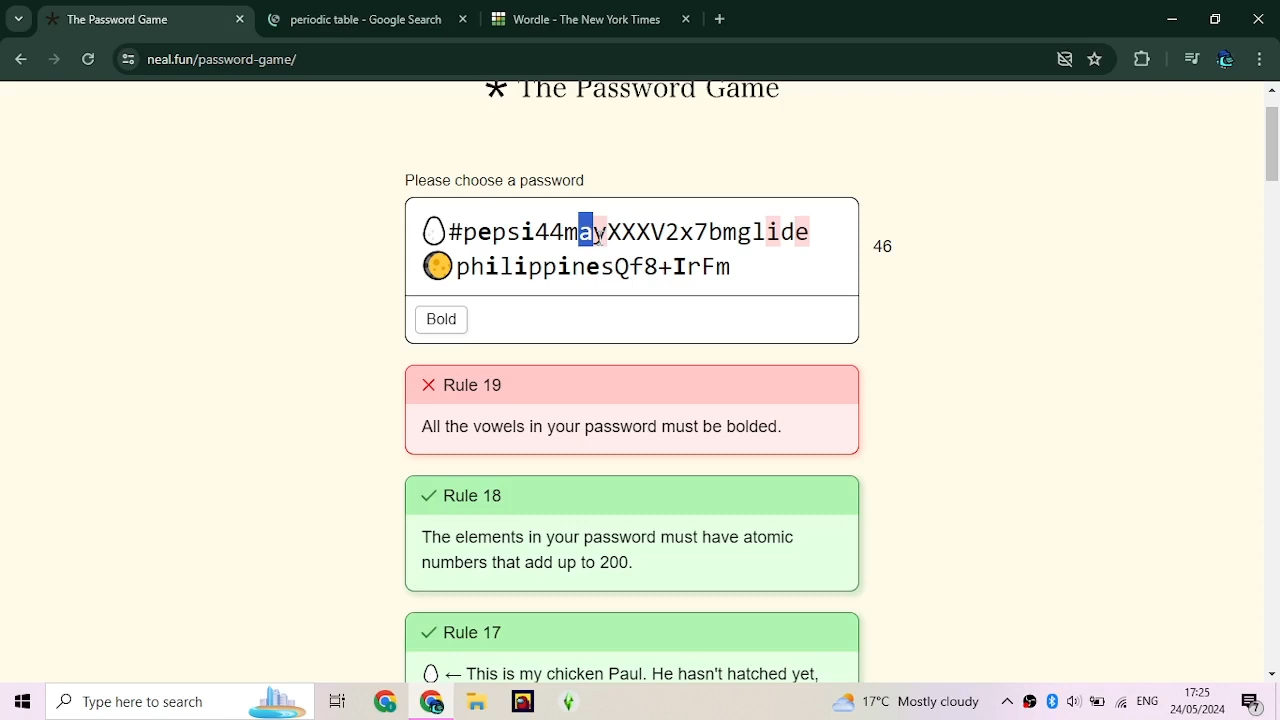 The Password Game
periodic table - Google Search
Wordle - The New York Times
neal.fun/password-game/
* The Password Game
Please choose a password
🥚#pepsi44mayXXXV2x7bmglide
🌔philippinesQf8+IrFm
46
Bold
Rule 19
All the vowels in your password must be bolded.
Rule 18
The elements in your password must have atomic
numbers that add up to 200.
Rule 17
🥚 ← This is my chicken Paul. He hasn't hatched yet,
Type here to search
17°C Mostly cloudy
ENG
17:25
24/05/2024
7